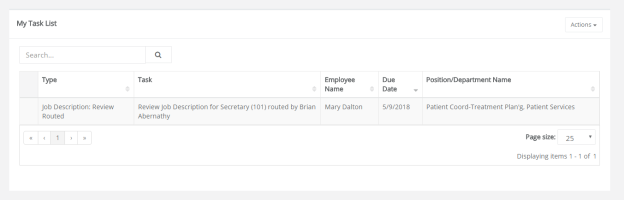 My Task List
Actions
Search...
Type
Task
Employee Name
Due Date
Position/Department Name
Job Description: Review Routed
Review Job Description for Secretary (101) routed by Brian Abernathy
Mary Dalton
5/9/2018
Patient Coord-Treatment Plan'g, Patient Services
« ‹ 1 › »
Page size: 25
Displaying items 1 - 1 of 1